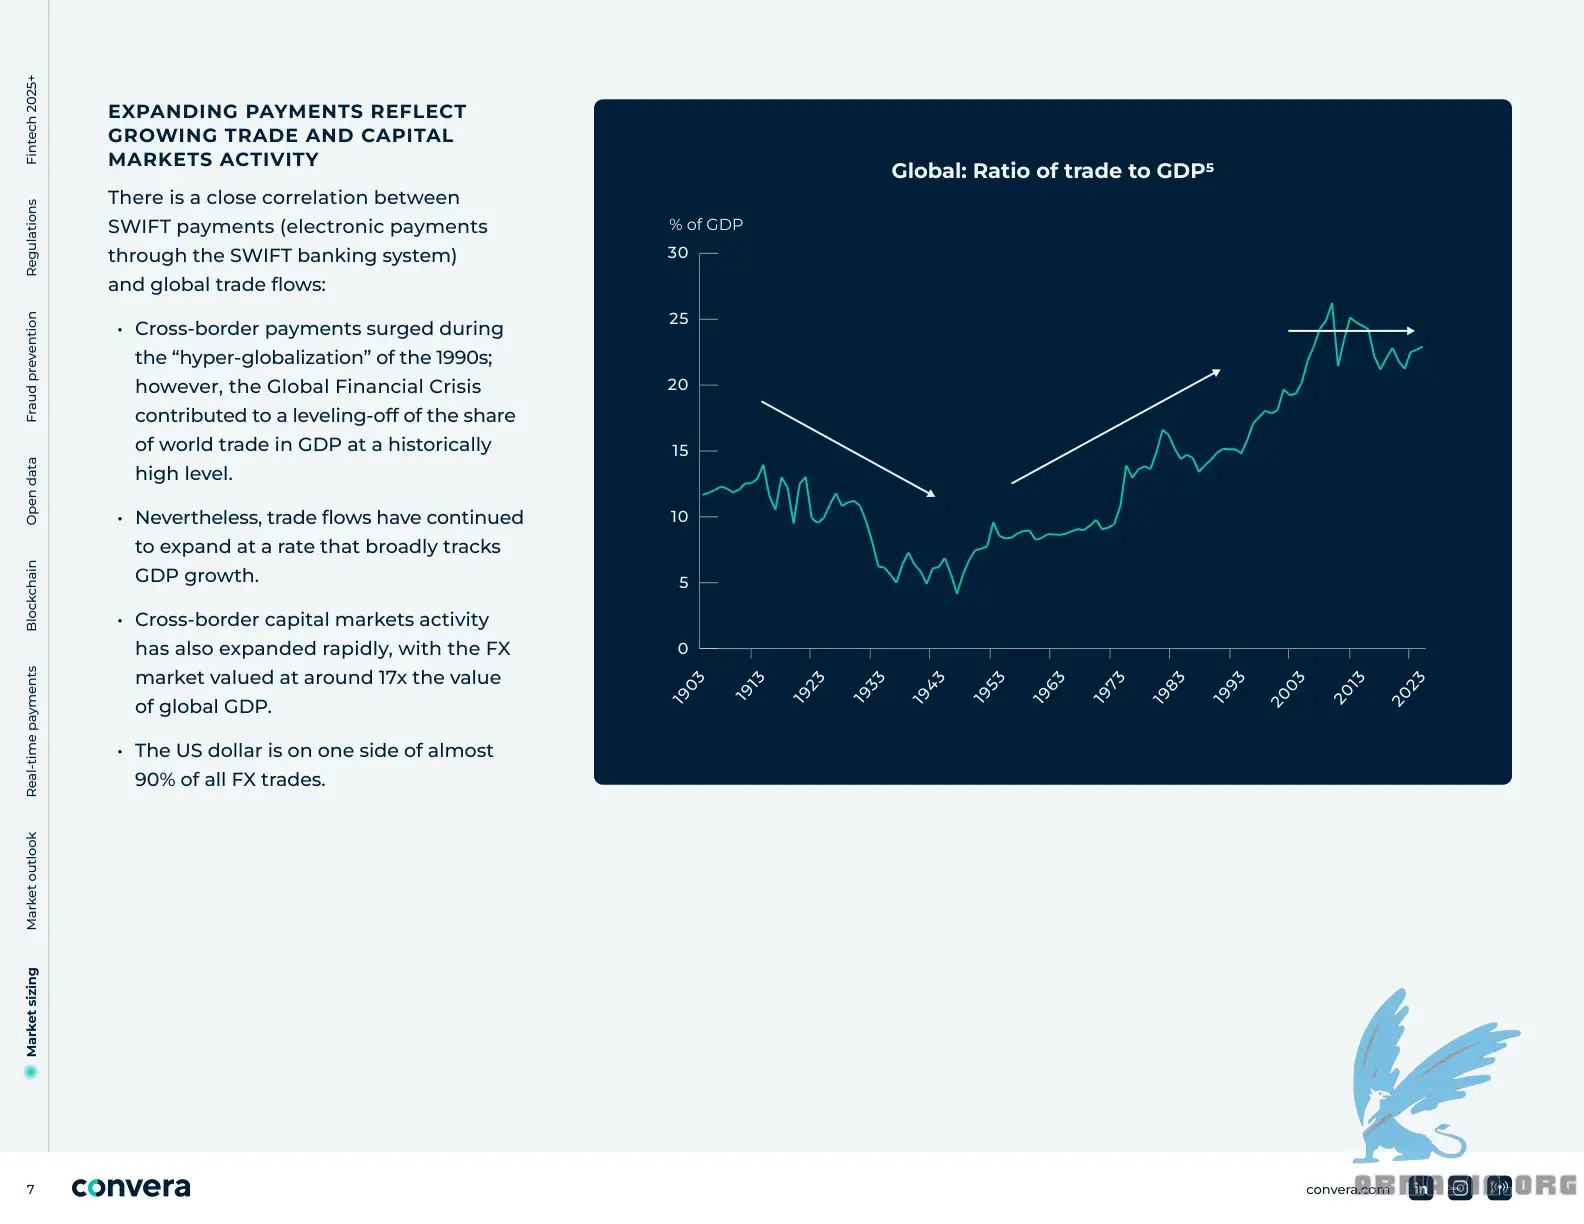 Fintech 2025+
Regulations
Fraud prevention
Open data
Blockchain
Real-time payments
Market outlook
Market sizing
EXPANDING PAYMENTS REFLECT
GROWING TRADE AND CAPITAL
MARKETS ACTIVITY
There is a close correlation between
SWIFT payments (electronic payments
through the SWIFT banking system)
and global trade flows:
• Cross-border payments surged during
the “hyper-globalization” of the 1990s;
however, the Global Financial Crisis
contributed to a leveling-off of the share
of world trade in GDP at a historically
high level.
• Nevertheless, trade flows have continued
to expand at a rate that broadly tracks
GDP growth.
• Cross-border capital markets activity
has also expanded rapidly, with the FX
market valued at around 17x the value
of global GDP.
• The US dollar is on one side of almost
90% of all FX trades.
Global: Ratio of trade to GDP⁵
% of GDP
30
25
20
15
10
5
0
1903 1913 1923 1933 1943 1953 1963 1973 1983 1993 2003 2013 2023
7
convera
convera.com
in